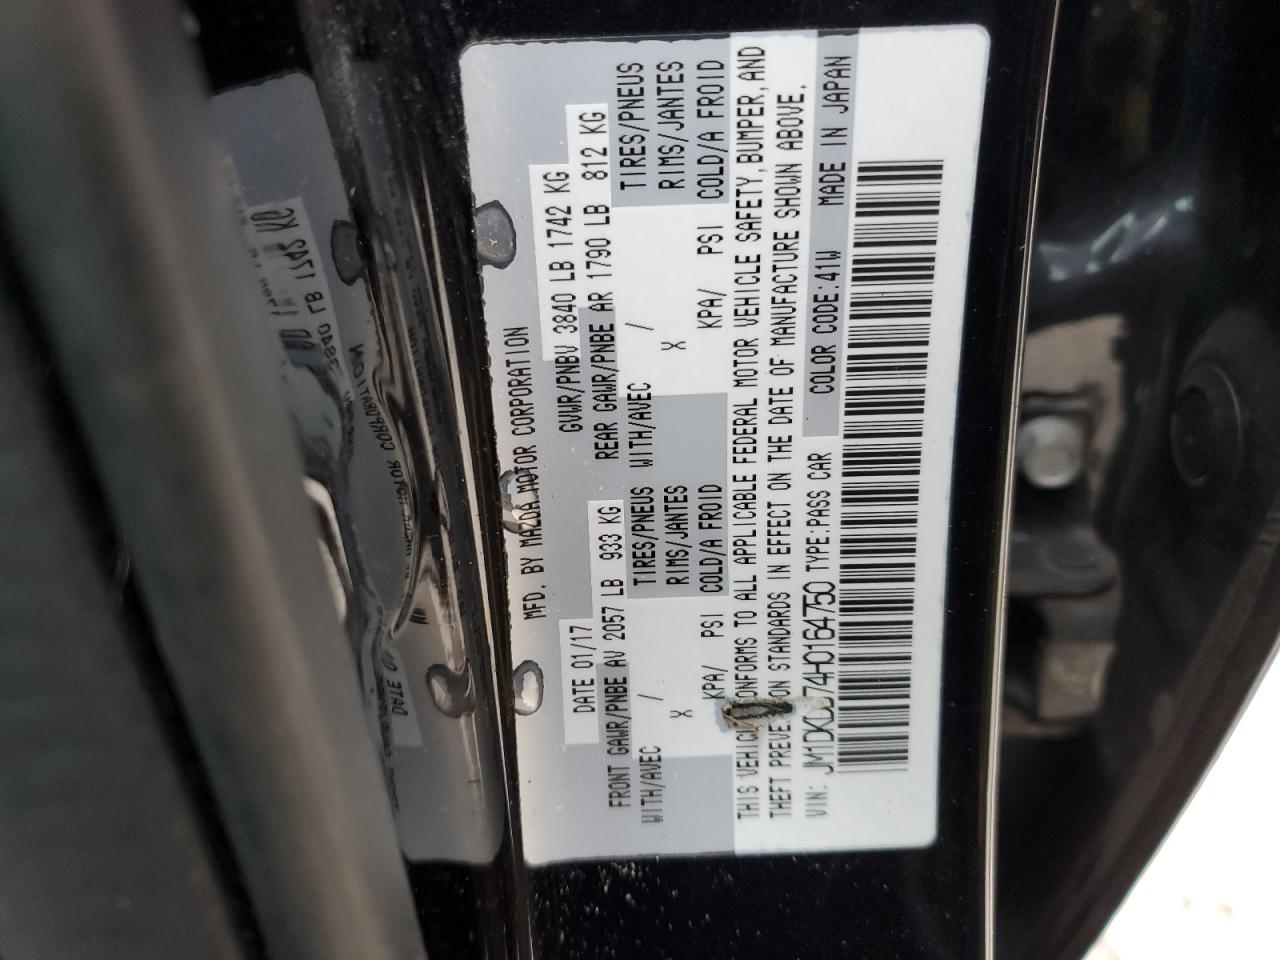 MFD. BY MAZDA MOTOR CORPORATION
DATE 01/17 GVWR/PNBV 3840 LB 1742 KG
FRONT GAWR/PNBE AV 2057 LB 933 KG REAR GAWR/PNBE AR 1790 LB 812 KG
WITH/AVEC / TIRES/PNEUS WITH/AVEC / TIRES/PNEUS
X RIMS/JANTES X RIMS/JANTES
KPA/ PSI COLD/A FROID KPA/ PSI COLD/A FROID
THIS VEHICLE CONFORMS TO ALL APPLICABLE FEDERAL MOTOR VEHICLE SAFETY, BUMPER, AND
THEFT PREVENTION STANDARDS IN EFFECT ON THE DATE OF MANUFACTURE SHOWN ABOVE.
VIN: TYPE:PASS CAR COLOR CODE:41W MADE IN JAPAN